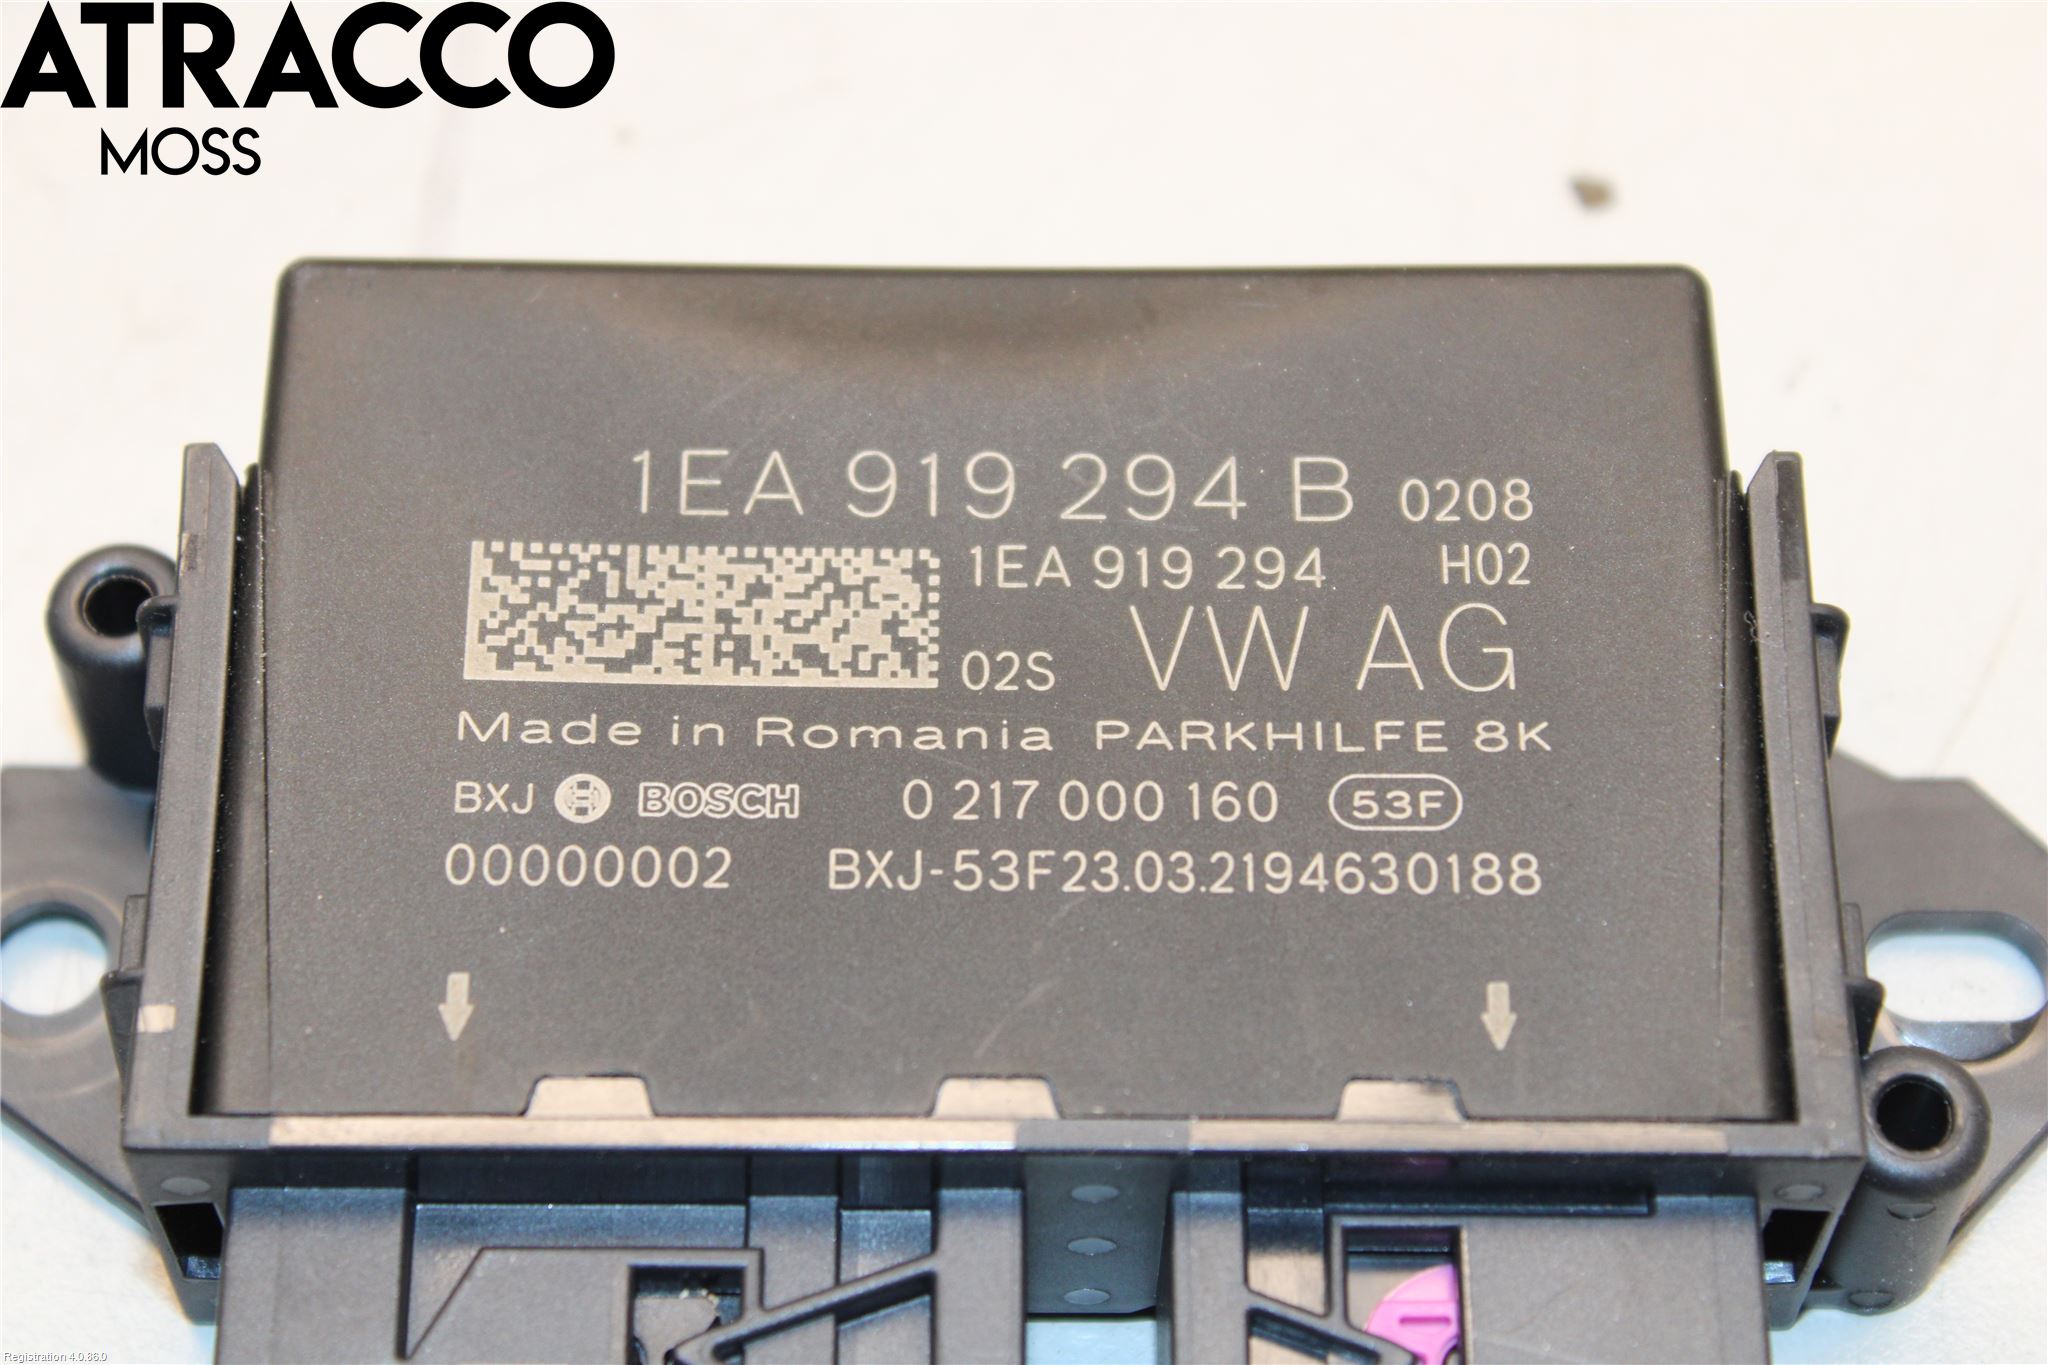 ATRACCO
MOSS
1EA 919 294 B 0208
1EA 919 294 H02
02S VW AG
Made in Romania PARKHILFE 8K
BXJ BOSCH 0 217 000 160 53F
00000002 BXJ-53F23.03.2194630188
Registration 4.0.86.0